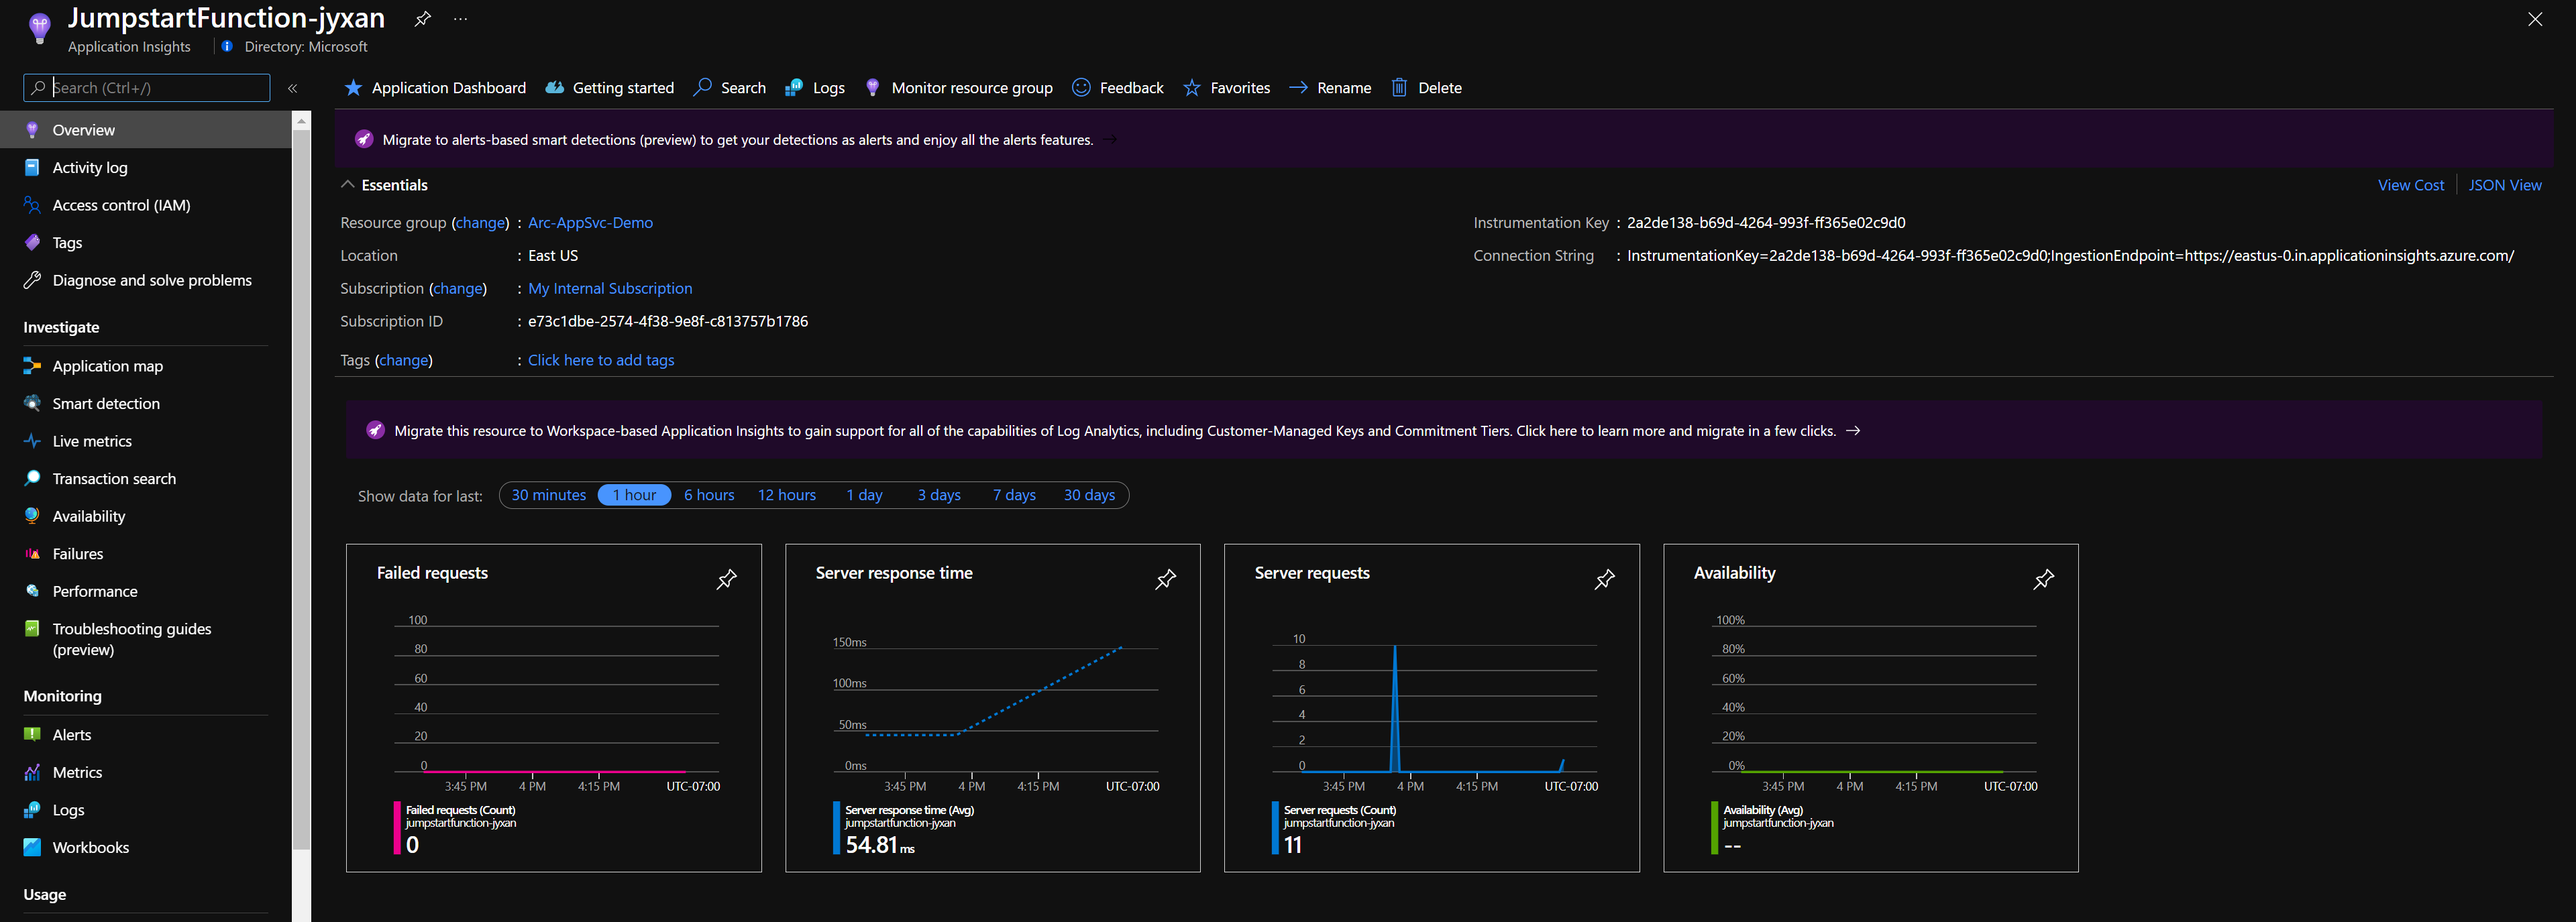 JumpstartFunction-jyxan
Application Insights
Directory: Microsoft
Search (Ctrl+/)
Overview
Activity log
Access control (IAM)
Tags
Diagnose and solve problems
Investigate
Application map
Smart detection
Live metrics
Transaction search
Availability
Failures
Performance
Troubleshooting guides
(preview)
Monitoring
Alerts
Metrics
Logs
Workbooks
Usage
Application Dashboard Getting started Search Logs Monitor resource group Feedback Favorites Rename Delete
Migrate to alerts-based smart detections (preview) to get your detections as alerts and enjoy all the alerts features. →
Essentials
View Cost JSON View
Resource group (change) : Arc-AppSvc-Demo
Location : East US
Subscription (change) : My Internal Subscription
Subscription ID : e73c1dbe-2574-4f38-9e8f-c813757b1786
Tags (change) : Click here to add tags
Instrumentation Key : 2a2de138-b69d-4264-993f-ff365e02c9d0
Connection String : InstrumentationKey=2a2de138-b69d-4264-993f-ff365e02c9d0;IngestionEndpoint=https://eastus-0.in.applicationinsights.azure.com/
Migrate this resource to Workspace-based Application Insights to gain support for all of the capabilities of Log Analytics, including Customer-Managed Keys and Commitment Tiers. Click here to learn more and migrate in a few clicks. →
Show data for last: 30 minutes 1 hour 6 hours 12 hours 1 day 3 days 7 days 30 days
Failed requests
100
80
60
40
20
0
3:45 PM 4 PM 4:15 PM UTC-07:00
Failed requests (Count)
jumpstartfunction-jyxan
0
Server response time
150ms
100ms
50ms
0ms
3:45 PM 4 PM 4:15 PM UTC-07:00
Server response time (Avg)
jumpstartfunction-jyxan
54.81 ms
Server requests
10
8
6
4
2
0
3:45 PM 4 PM 4:15 PM UTC-07:00
Server requests (Count)
jumpstartfunction-jyxan
11
Availability
100%
80%
60%
40%
20%
0%
3:45 PM 4 PM 4:15 PM UTC-07:00
Availability (Avg)
jumpstartfunction-jyxan
--